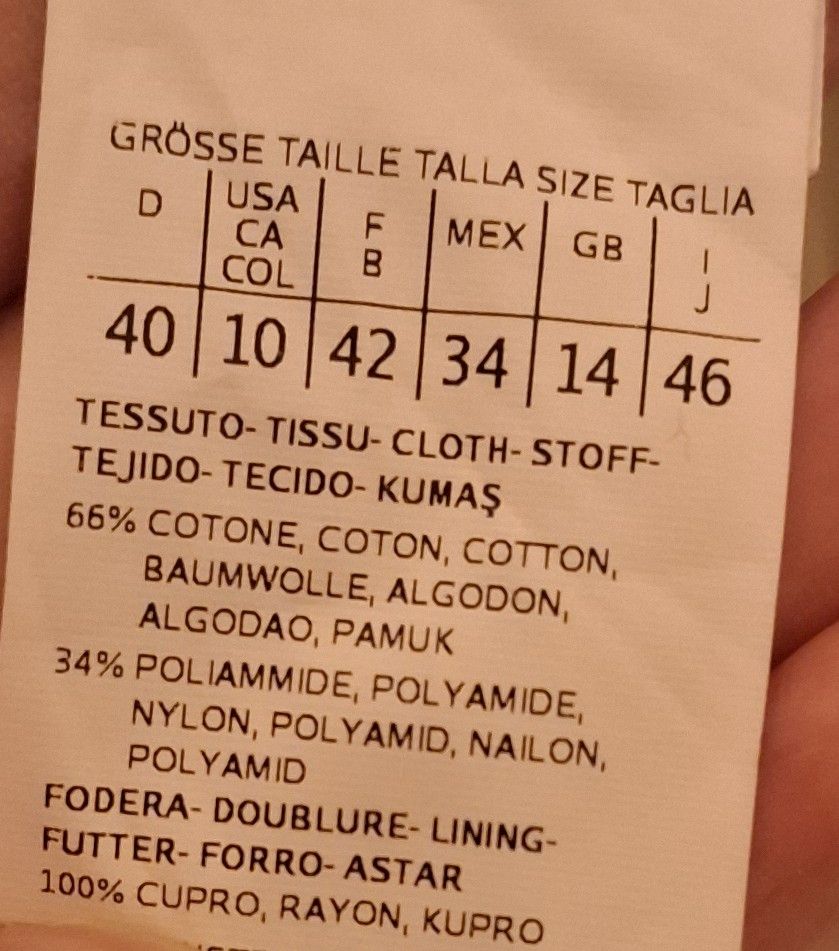 GRÖSSE TAILLE TALLA SIZE TAGLIA
D USA CA COL F B MEX GB I J
40 10 42 34 14 46
TESSUTO- TISSU- CLOTH- STOFF-
TEJIDO- TECIDO- KUMAŞ
66% COTONE, COTON, COTTON,
BAUMWOLLE, ALGODON,
ALGODAO, PAMUK
34% POLIAMMIDE, POLYAMIDE,
NYLON, POLYAMID, NAILON,
POLYAMID
FODERA- DOUBLURE- LINING-
FUTTER- FORRO- ASTAR
100% CUPRO, RAYON, KUPRO